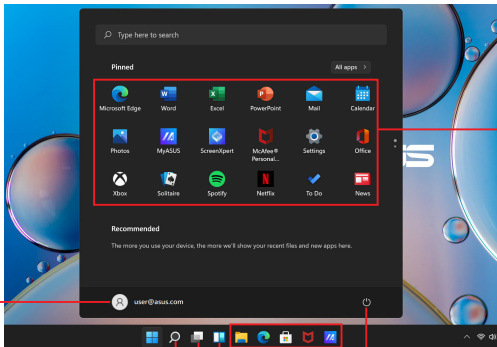 Type here to search
Pinned
All apps >
Microsoft Edge Word Excel PowerPoint Mail Calendar
Photos MyASUS ScreenXpert McAfee® Personal... Settings Office
Xbox Solitaire Spotify Netflix To Do News
Recommended
The more you use your device, the more we'll show your recent files and new apps here.
user@asus.com